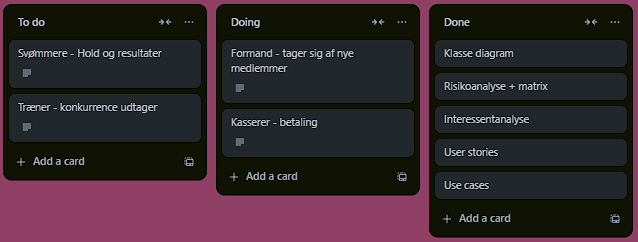 To do
Svømmere - Hold og resultater
Træner - konkurrence udtager
Add a card
Doing
Formand - tager sig af nye
medlemmer
Kasserer - betaling
Add a card
Done
Klasse diagram
Risikoanalyse + matrix
Interessentanalyse
User stories
Use cases
Add a card